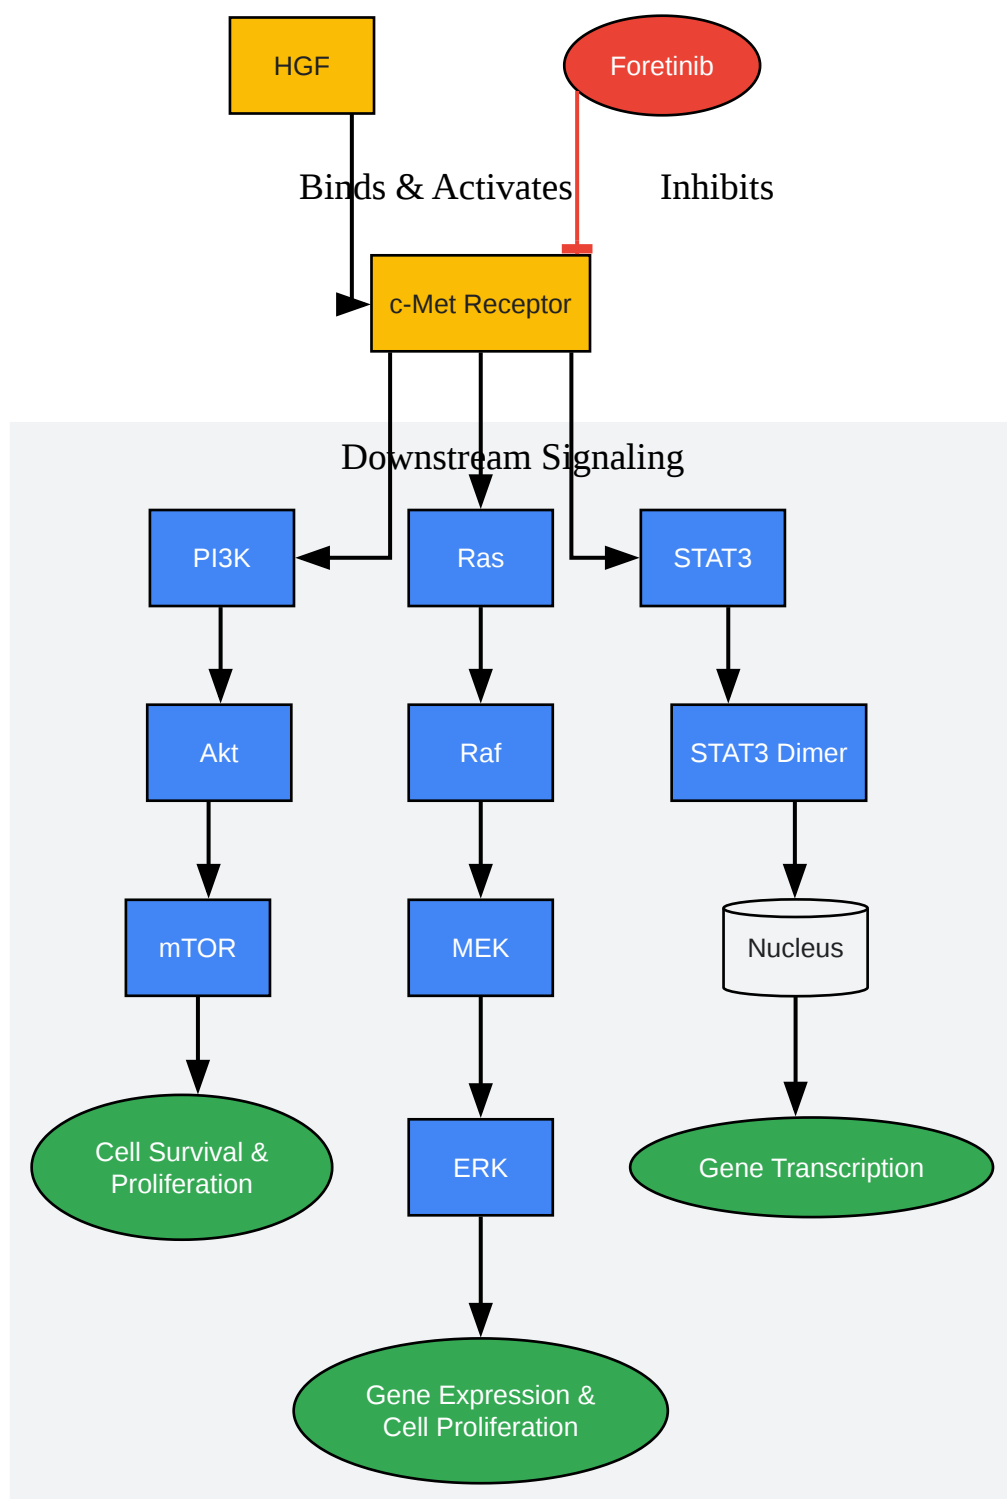 HGF
Foretinib
Binds & Activates
Inhibits
c-Met Receptor
Downstream Signaling
PI3K
Ras
STAT3
Akt
Raf
STAT3 Dimer
mTOR
MEK
Nucleus
Cell Survival &
Proliferation
ERK
Gene Transcription
Gene Expression &
Cell Proliferation